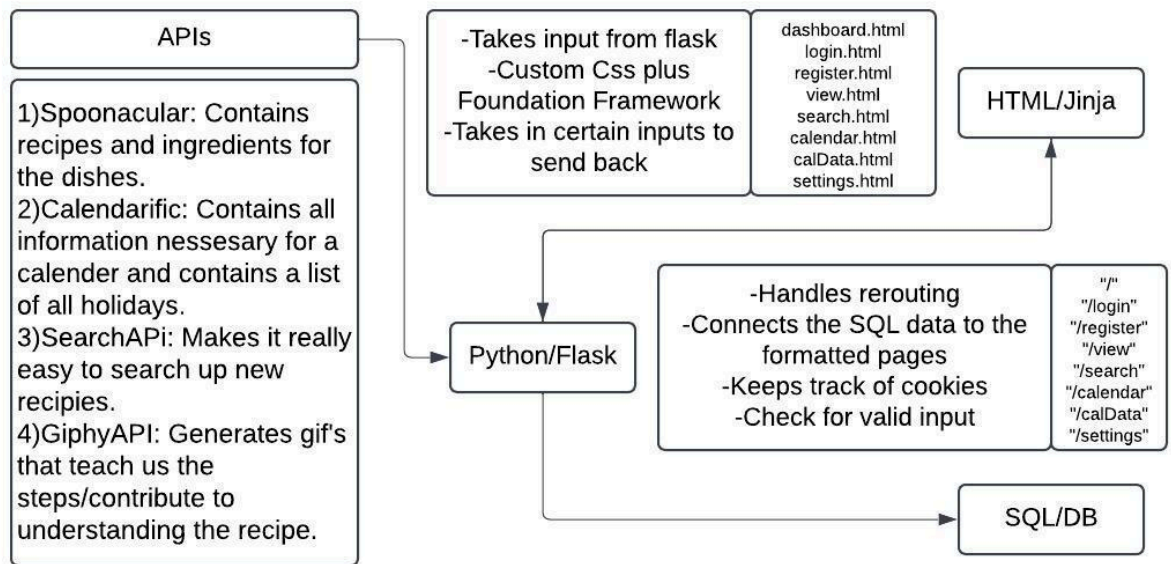 APIs
1)Spoonacular: Contains
recipes and ingredients for
the dishes.
2)Calendarific: Contains all
information nessesary for a
calender and contains a list
of all holidays.
3)SearchAPi: Makes it really
easy to search up new
recipies.
4)GiphyAPI: Generates gif's
that teach us the
steps/contribute to
understanding the recipe.
-Takes input from flask
-Custom Css plus
Foundation Framework
-Takes in certain inputs to
send back
dashboard.html
login.html
register.html
view.html
search.html
calendar.html
calData.html
settings.html
HTML/Jinja
Python/Flask
-Handles rerouting
-Connects the SQL data to the
formatted pages
-Keeps track of cookies
-Check for valid input
"/"
"/login"
"/register"
"/view"
"/search"
"/calendar"
"/calData"
"/settings"
SQL/DB